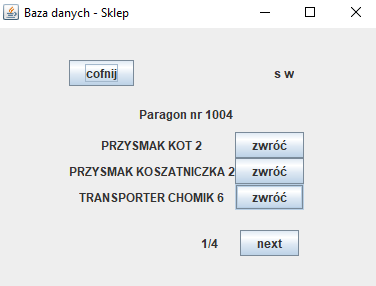 Baza danych - Sklep
cofnij s w
Paragon nr 1004
PRZYSMAK KOT 2 zwróć
PRZYSMAK KOSZATNICZKA 2 zwróć
TRANSPORTER CHOMIK 6 zwróć
1/4 next